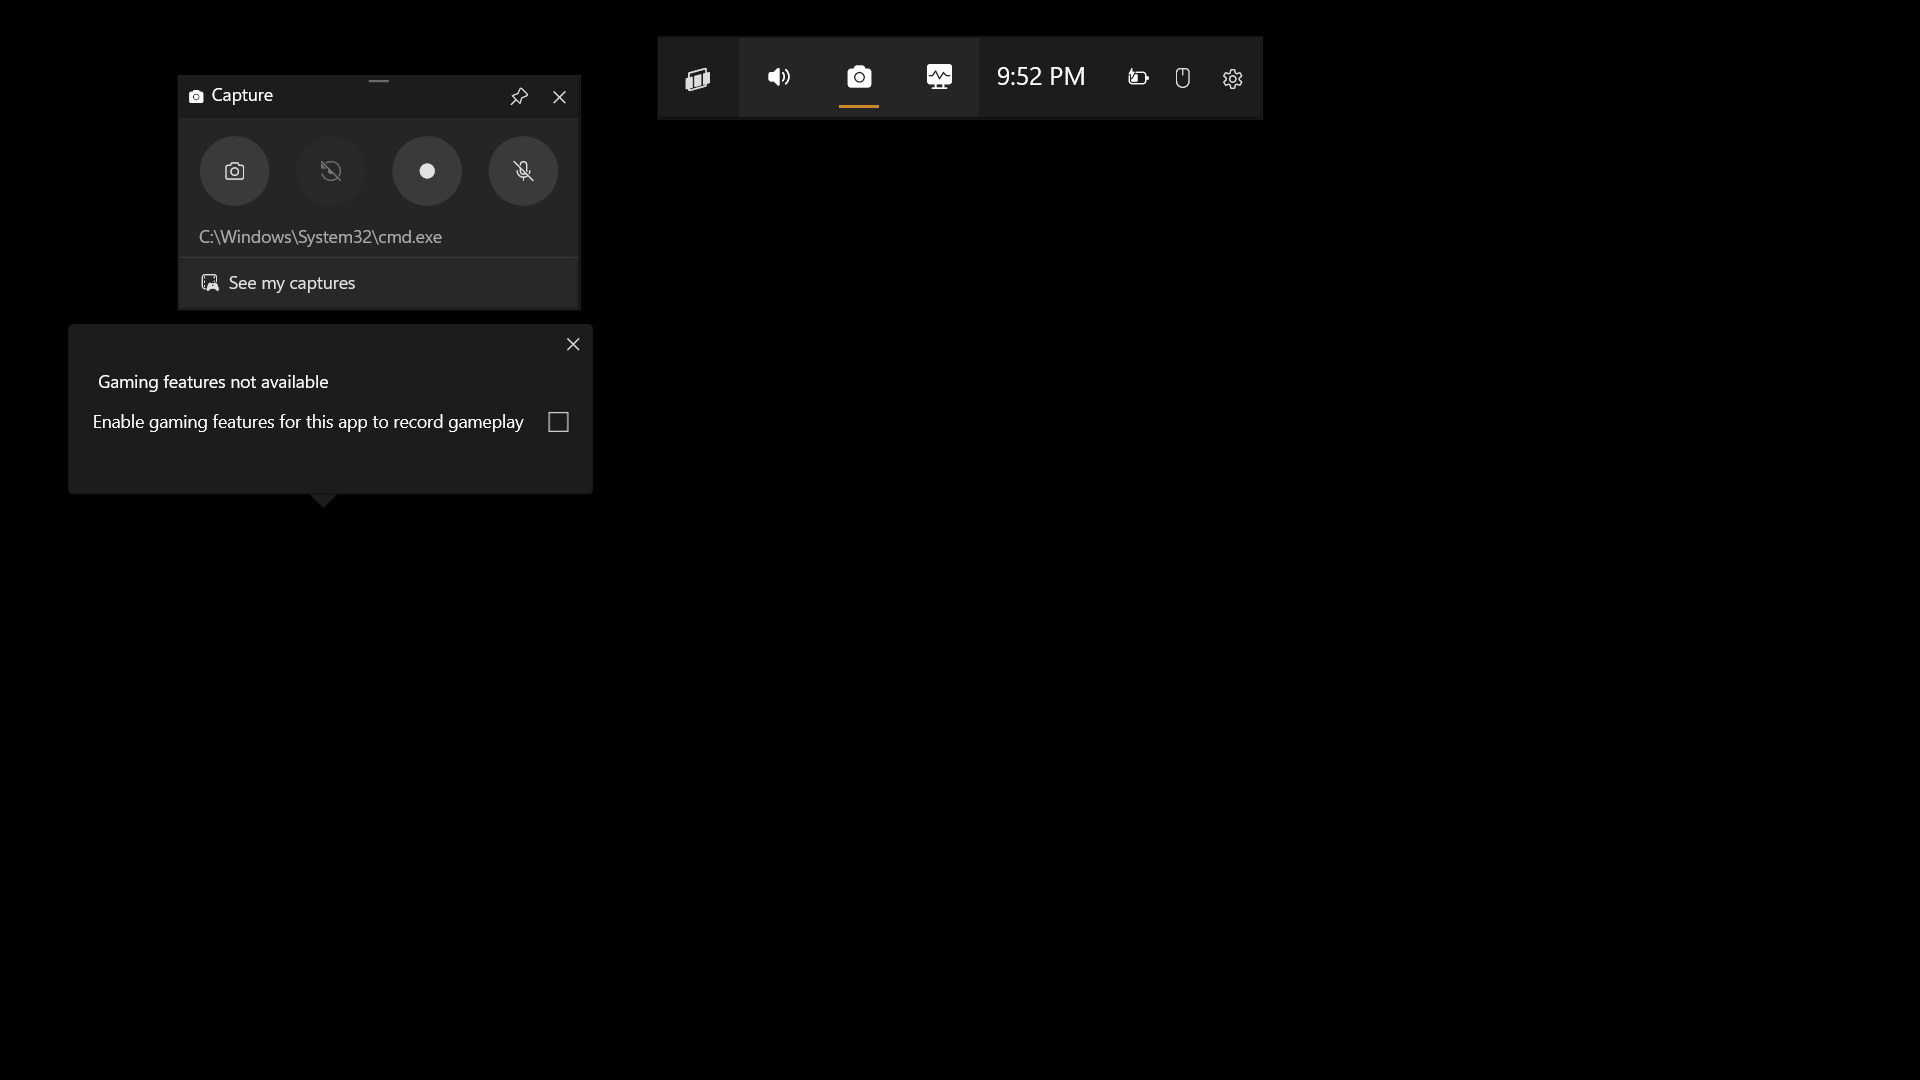 Capture
9:52 PM
C:\Windows\System32\cmd.exe
See my captures
Gaming features not available
Enable gaming features for this app to record gameplay